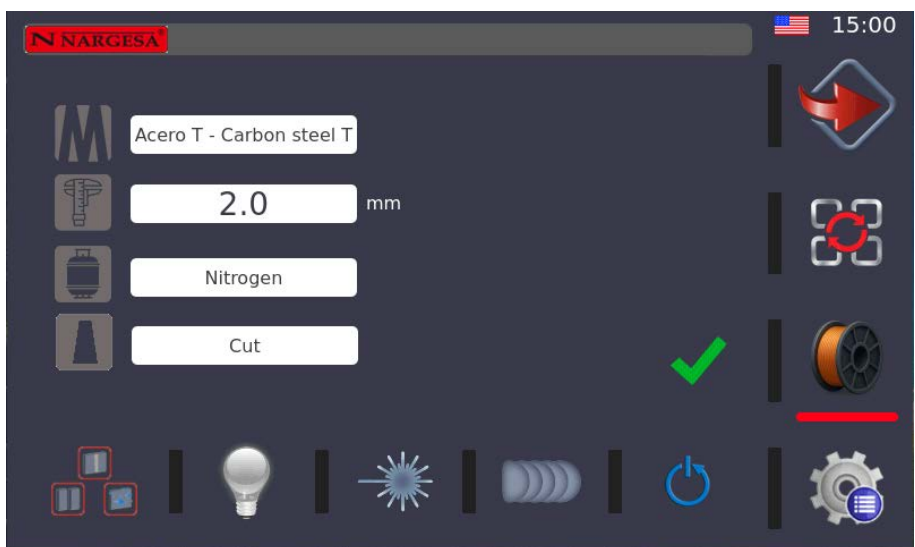 N NARGESA®
15:00
Acero T - Carbon steel T
2.0 mm
Nitrogen
Cut